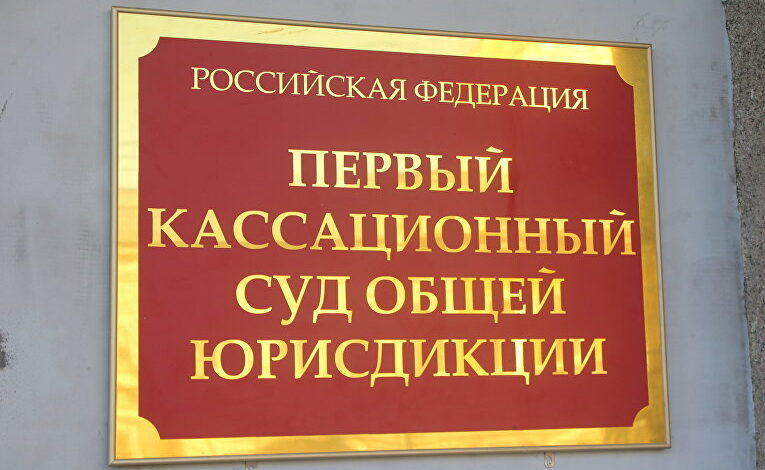 РОССИЙСКАЯ ФЕДЕРАЦИЯ
ПЕРВЫЙ
КАССАЦИОННЫЙ
СУД ОБЩЕЙ
ЮРИСДИКЦИИ